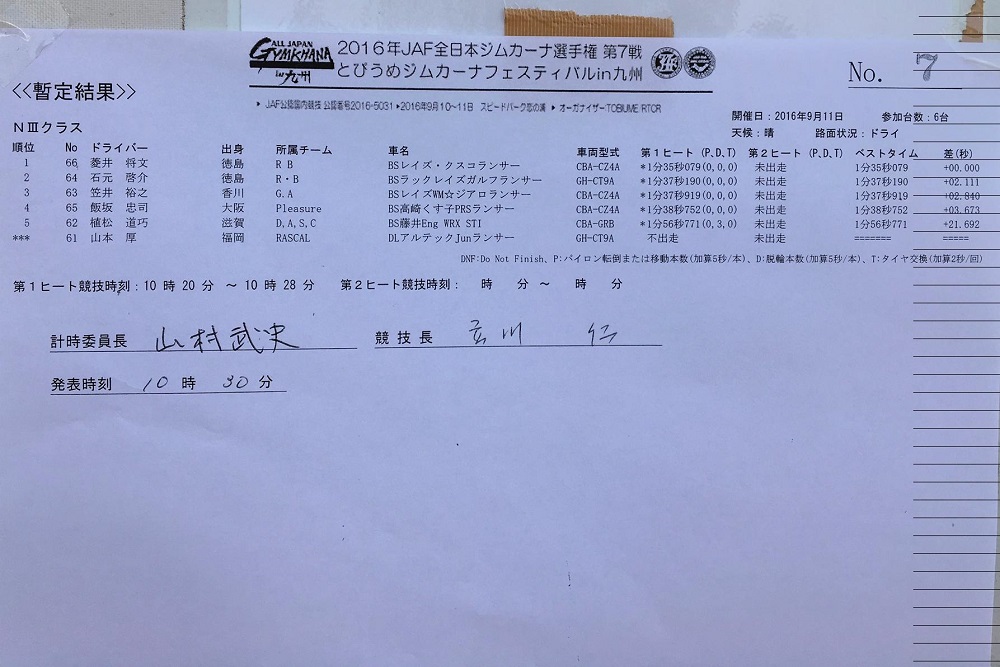 ALL JAPAN
GYMKHANA
in 九州
2016年JAF全日本ジムカーナ選手権 第7戦
とびうめジムカーナフェスティバルin九州
No. 7
<<暫定結果>>
▶ JAF公認国内競技 公認番号2016-5031 ▶2016年9月10〜11日 スピードパーク恋の浦 ▶ オーガナイザー:TOBIUME/RTCR
開催日:2016年9月11日 参加台数:6台
NⅢクラス
天候:晴 路面状況:ドライ
順位 No ドライバー 出身 所属チーム 車名 車両型式 第1ヒート(P,D,T) 第2ヒート(P,D,T) ベストタイム 差(秒)
1 66 菱井 将文 徳島 RB BSレイズ・クスコランサー CBA-CZ4A *1分35秒079(0,0,0) 未出走 1分35秒079 +00.000
2 64 石元 啓介 徳島 R・B BSラックレイズガルフランサー GH-CT9A *1分37秒190(0,0,0) 未出走 1分37秒190 +02.111
3 63 笠井 裕之 香川 G.A BSレイズWM☆ジアロランサー CBA-CZ4A *1分37秒919(0,0,0) 未出走 1分37秒919 +02.840
4 65 飯坂 忠司 大阪 Pleasure BS高崎くす子PRSランサー CBA-CZ4A *1分38秒752(0,0,0) 未出走 1分38秒752 +03.673
5 62 植松 道巧 滋賀 D,A,S,C BS藤井Eng WRX STI CBA-GRB *1分56秒771(0,3,0) 未出走 1分56秒771 +21.692
*** 61 山本 厚 福岡 RASCAL DLアルテックJunランサー GH-CT9A 不出走 未出走 ======= =====
DNF:Do Not Finish、P:パイロン転倒または移動本数(加算5秒/本)、D:脱輪本数(加算5秒/本)、T:タイヤ交換(加算2秒/回)
第1ヒート競技時刻:10時20分 〜10時28分 第2ヒート競技時刻: 時 分〜 時 分
計時委員長 山村武史 競技長 仁
発表時刻 10 時 30 分